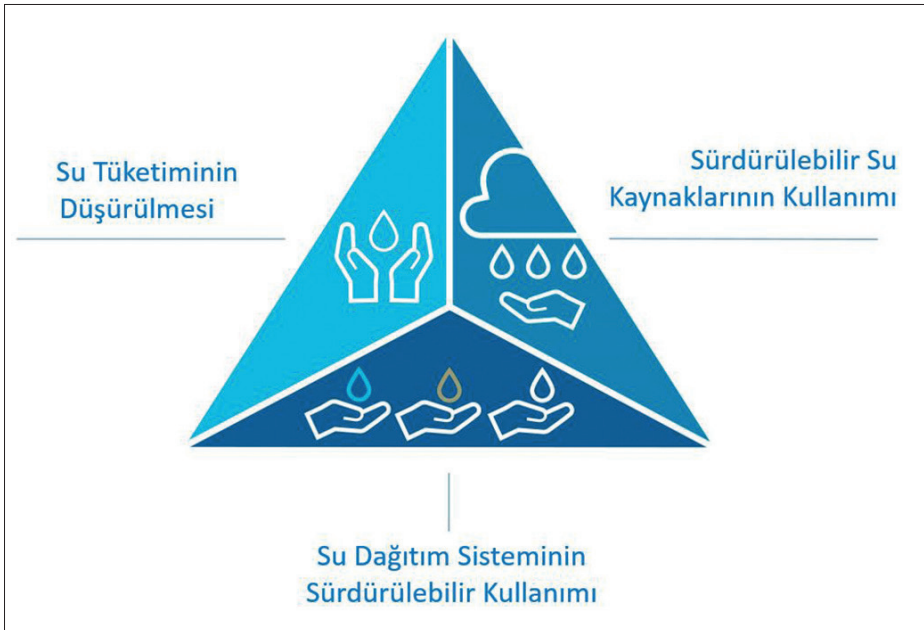 Su Tüketiminin
Düşürülmesi
Sürdürülebilir Su
Kaynaklarının Kullanımı
Su Dağıtım Sisteminin
Sürdürülebilir Kullanımı